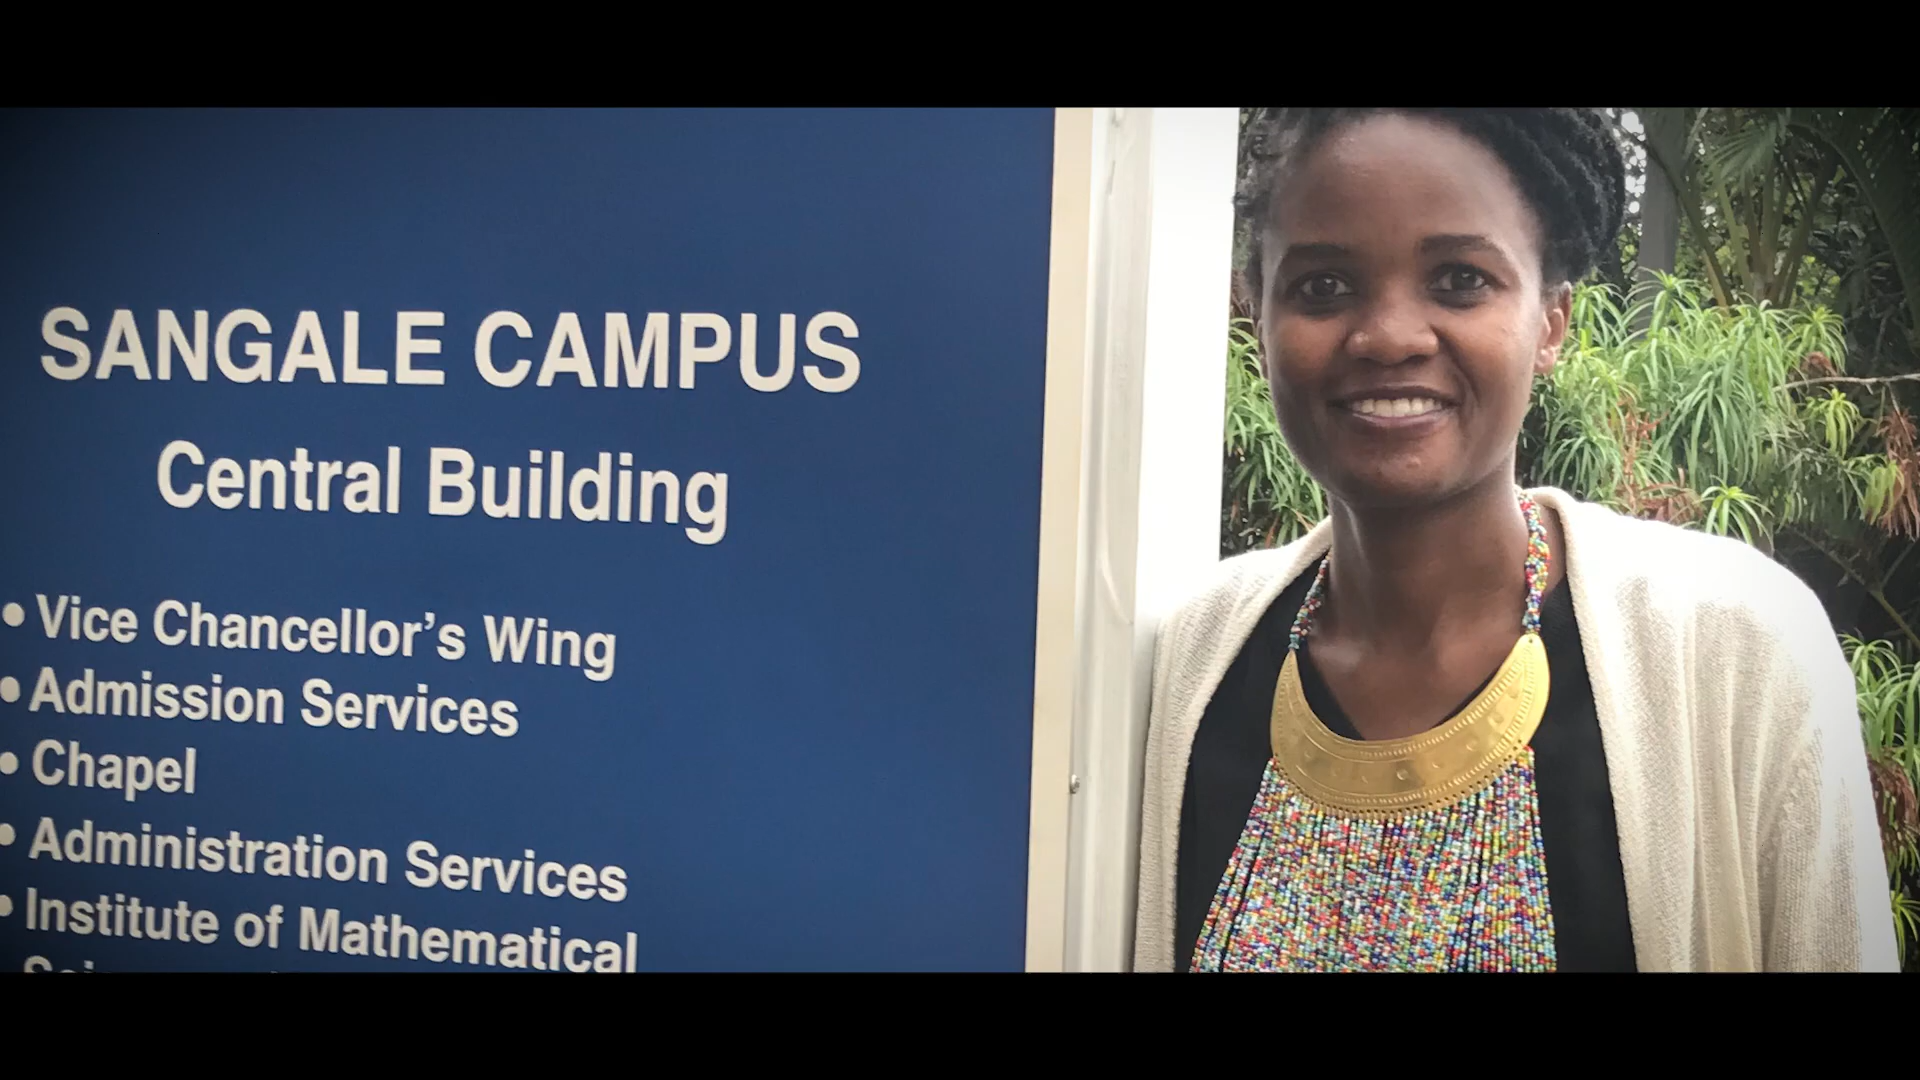 SANGALE CAMPUS
Central Building
• Vice Chancellor's Wing
• Admission Services
• Chapel
• Administration Services
• Institute of Mathematical